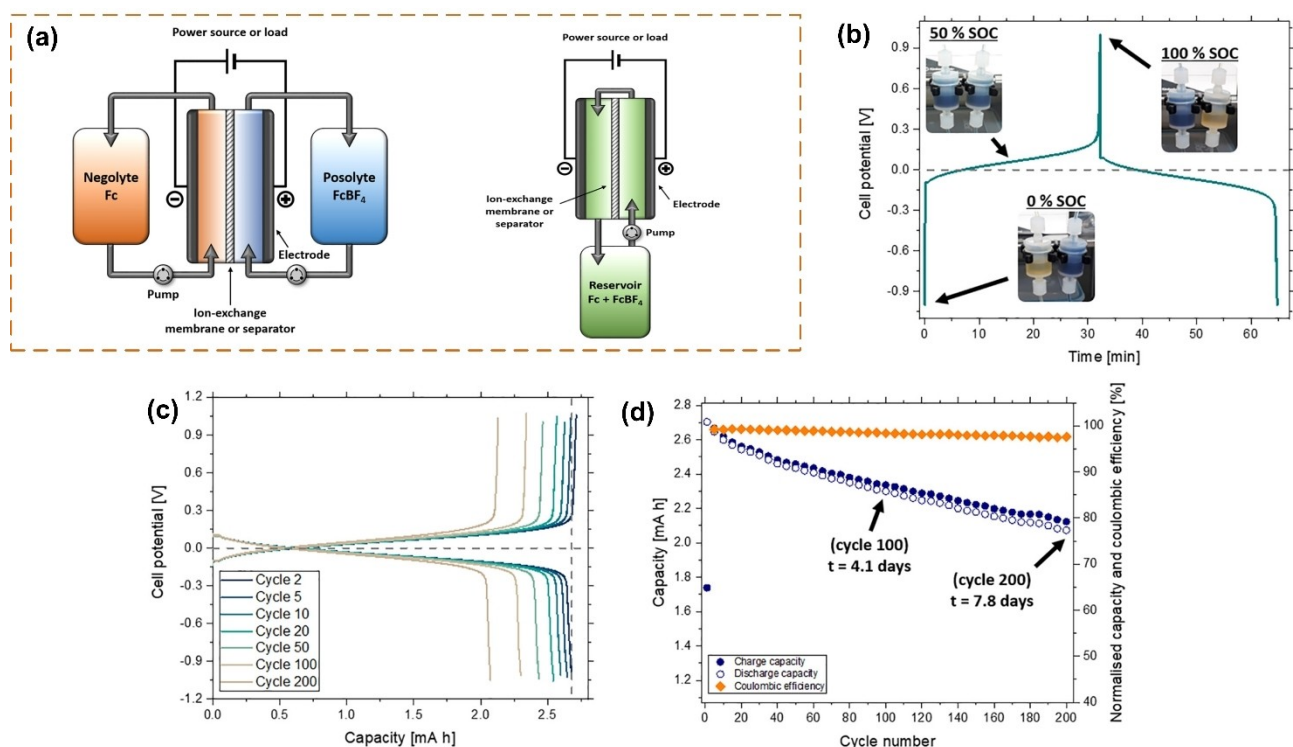 (a)
Power source or load
Negolyte
Fc
Posolyte
FcBF4
Electrode
Pump
Ion-exchange
membrane or separator
Power source or load
Ion-exchange
membrane or
separator
Electrode
Pump
Reservoir
Fc + FcBF4
(b)
50 % SOC
100 % SOC
0 % SOC
Cell potential [V]
0.9
0.6
0.3
0.0
-0.3
-0.6
-0.9
0 10 20 30 40 50 60
Time [min]
(c)
Cell potential [V]
1.2
0.9
0.6
0.3
0.0
-0.3
-0.6
-0.9
-1.2
Cycle 2
Cycle 5
Cycle 10
Cycle 20
Cycle 50
Cycle 100
Cycle 200
0.0 0.5 1.0 1.5 2.0 2.5
Capacity [mA h]
(d)
Capacity [mA h]
2.8
2.6
2.4
2.2
2.0
1.8
1.6
1.4
1.2
(cycle 100)
t = 4.1 days
(cycle 200)
t = 7.8 days
Charge capacity
Discharge capacity
Coulombic efficiency
0 20 40 60 80 100 120 140 160 180 200
Cycle number
100
90
80
70
60
50
40
Normalised capacity and coulombic efficiency [%]